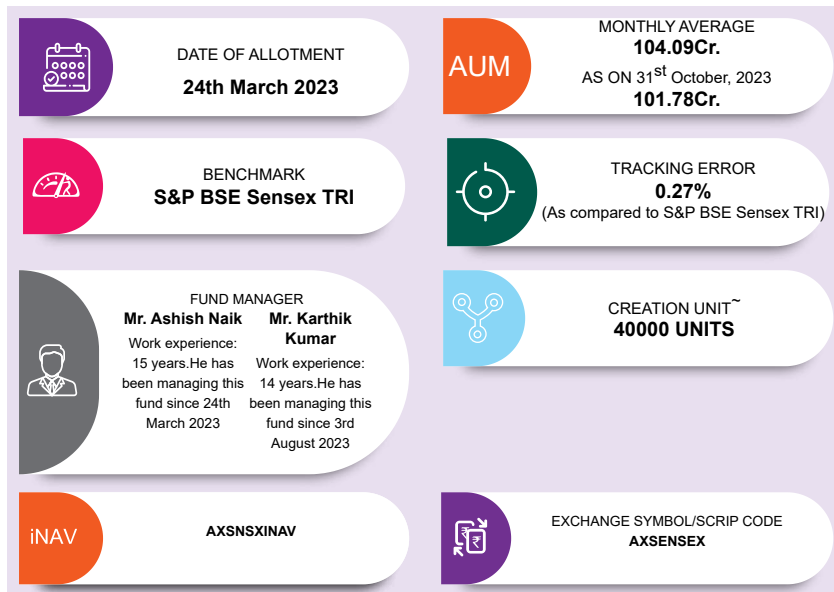 DATE OF ALLOTMENT
24th March 2023
AUM
MONTHLY AVERAGE
104.09Cr.
AS ON 31st October, 2023
101.78Cr.
BENCHMARK
S&P BSE Sensex TRI
TRACKING ERROR
0.27%
(As compared to S&P BSE Sensex TRI)
FUND MANAGER
Mr. Ashish Naik
Work experience:
15 years.He has
been managing this
fund since 24th
March 2023
Mr. Karthik
Kumar
Work experience:
14 years.He has
been managing this
fund since 3rd
August 2023
CREATION UNIT~
40000 UNITS
iNAV
AXSNSXINAV
₹
₹
EXCHANGE SYMBOL/SCRIP CODE
AXSENSEX